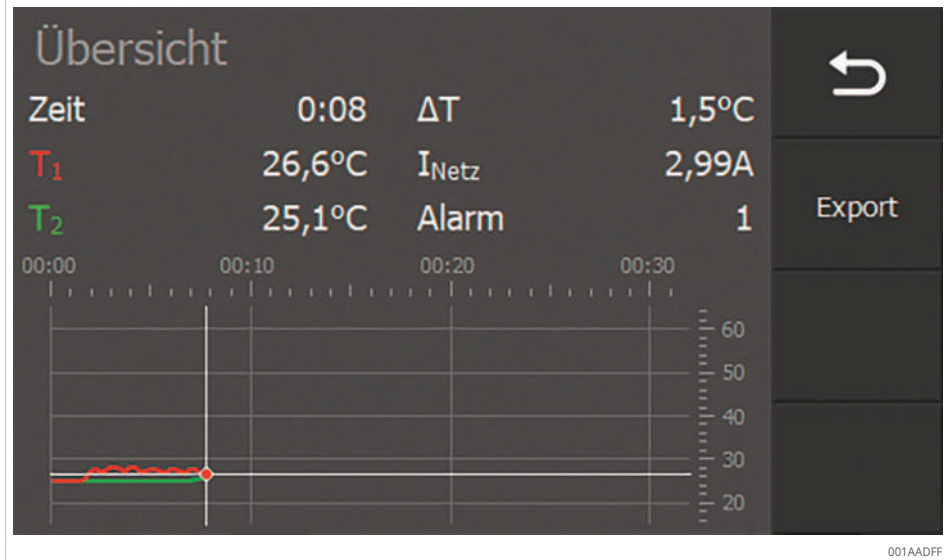 Übersicht
Zeit 0:08 ΔT 1,5°C
T1 26,6°C INetz 2,99A
T2 25,1°C Alarm 1
Export
00:00 00:10 00:20 00:30
60
50
40
30
20
001AADFF